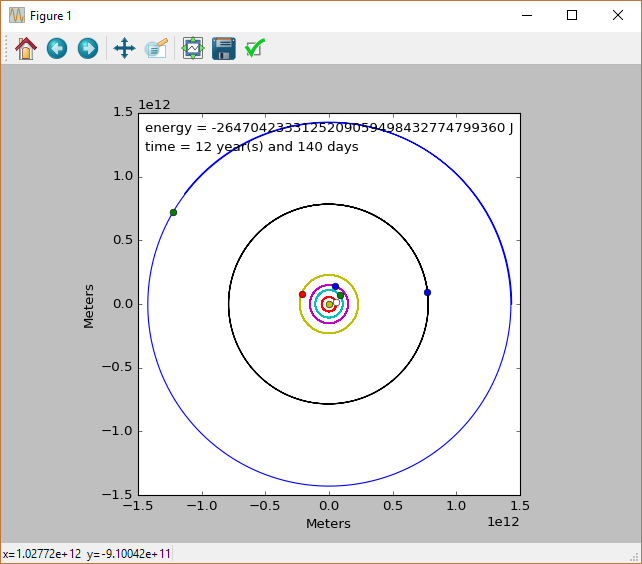 Figure 1
1e12
1.5
energy = -2647042333125209059498432774799360 J
time = 12 year(s) and 140 days
1.0
0.5
0.0
−0.5
−1.0
−1.5
Meters
−1.5 −1.0 −0.5 0.0 0.5 1.0 1.5
Meters
1e12
x=1.02772e+12 y=-9.10042e+11